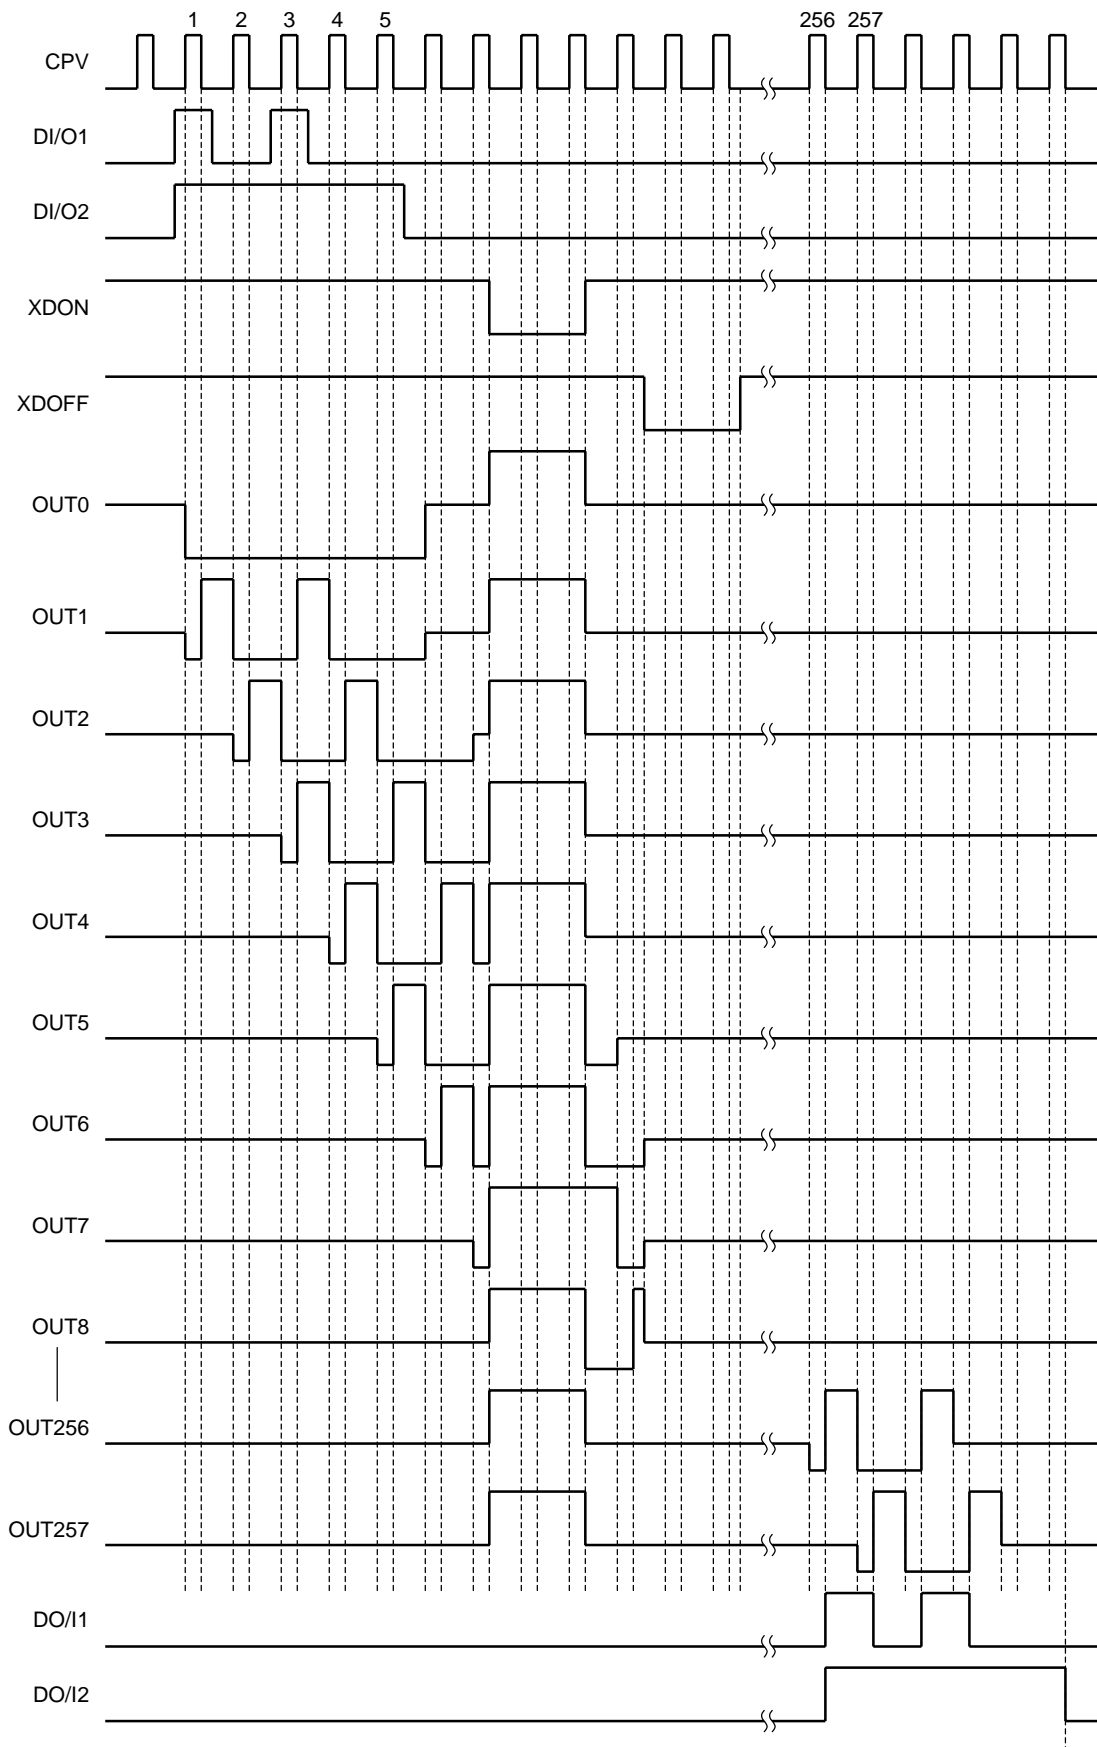 1 2 3 4 5 256 257
CPV
DI/O1
DI/O2
XDON
XDOFF
OUT0
OUT1
OUT2
OUT3
OUT4
OUT5
OUT6
OUT7
OUT8
OUT256
OUT257
DO/I1
DO/I2